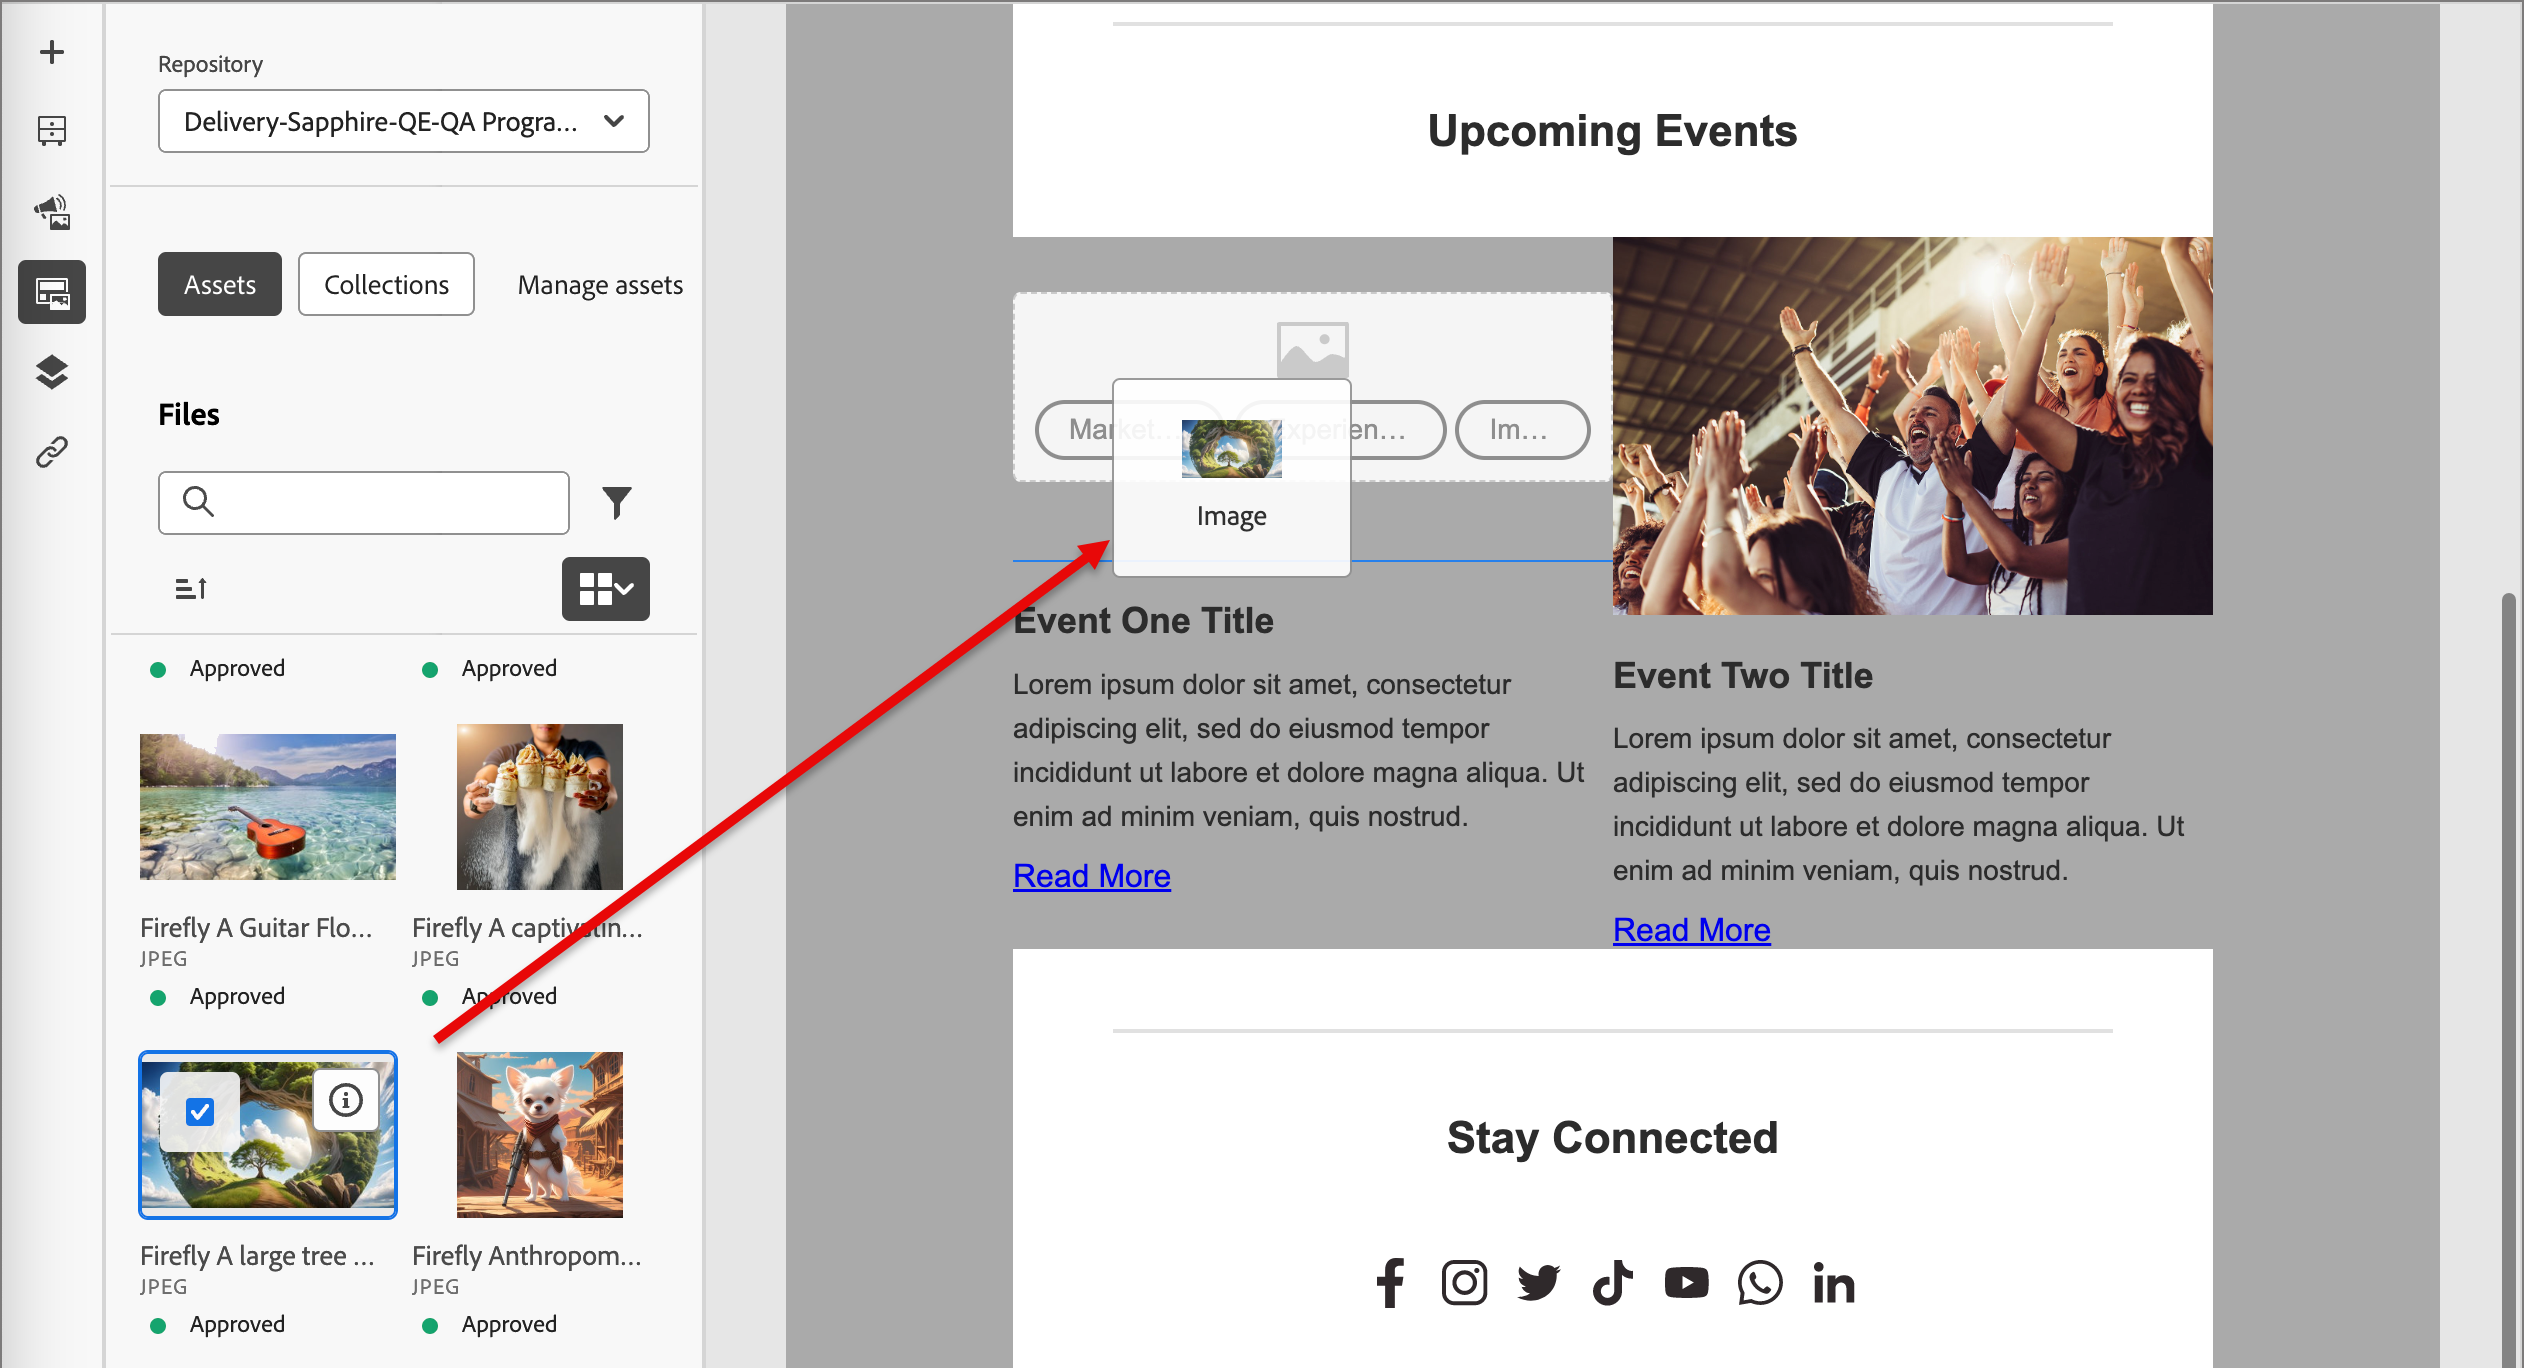 Repository
Delivery-Sapphire-QE-QA Progra...
Assets
Collections
Manage assets
Files
Approved
Approved
Firefly A Guitar Flo...
JPEG
Approved
Firefly A captivatin...
JPEG
Approved
Firefly A large tree ...
JPEG
Approved
Firefly Anthropom...
JPEG
Approved
Upcoming Events
Market...
xperien...
Im...
Image
Event One Title
Lorem ipsum dolor sit amet, consectetur
adipiscing elit, sed do eiusmod tempor
incididunt ut labore et dolore magna aliqua. Ut
enim ad minim veniam, quis nostrud.
Read More
Event Two Title
Lorem ipsum dolor sit amet, consectetur
adipiscing elit, sed do eiusmod tempor
incididunt ut labore et dolore magna aliqua. Ut
enim ad minim veniam, quis nostrud.
Read More
Stay Connected